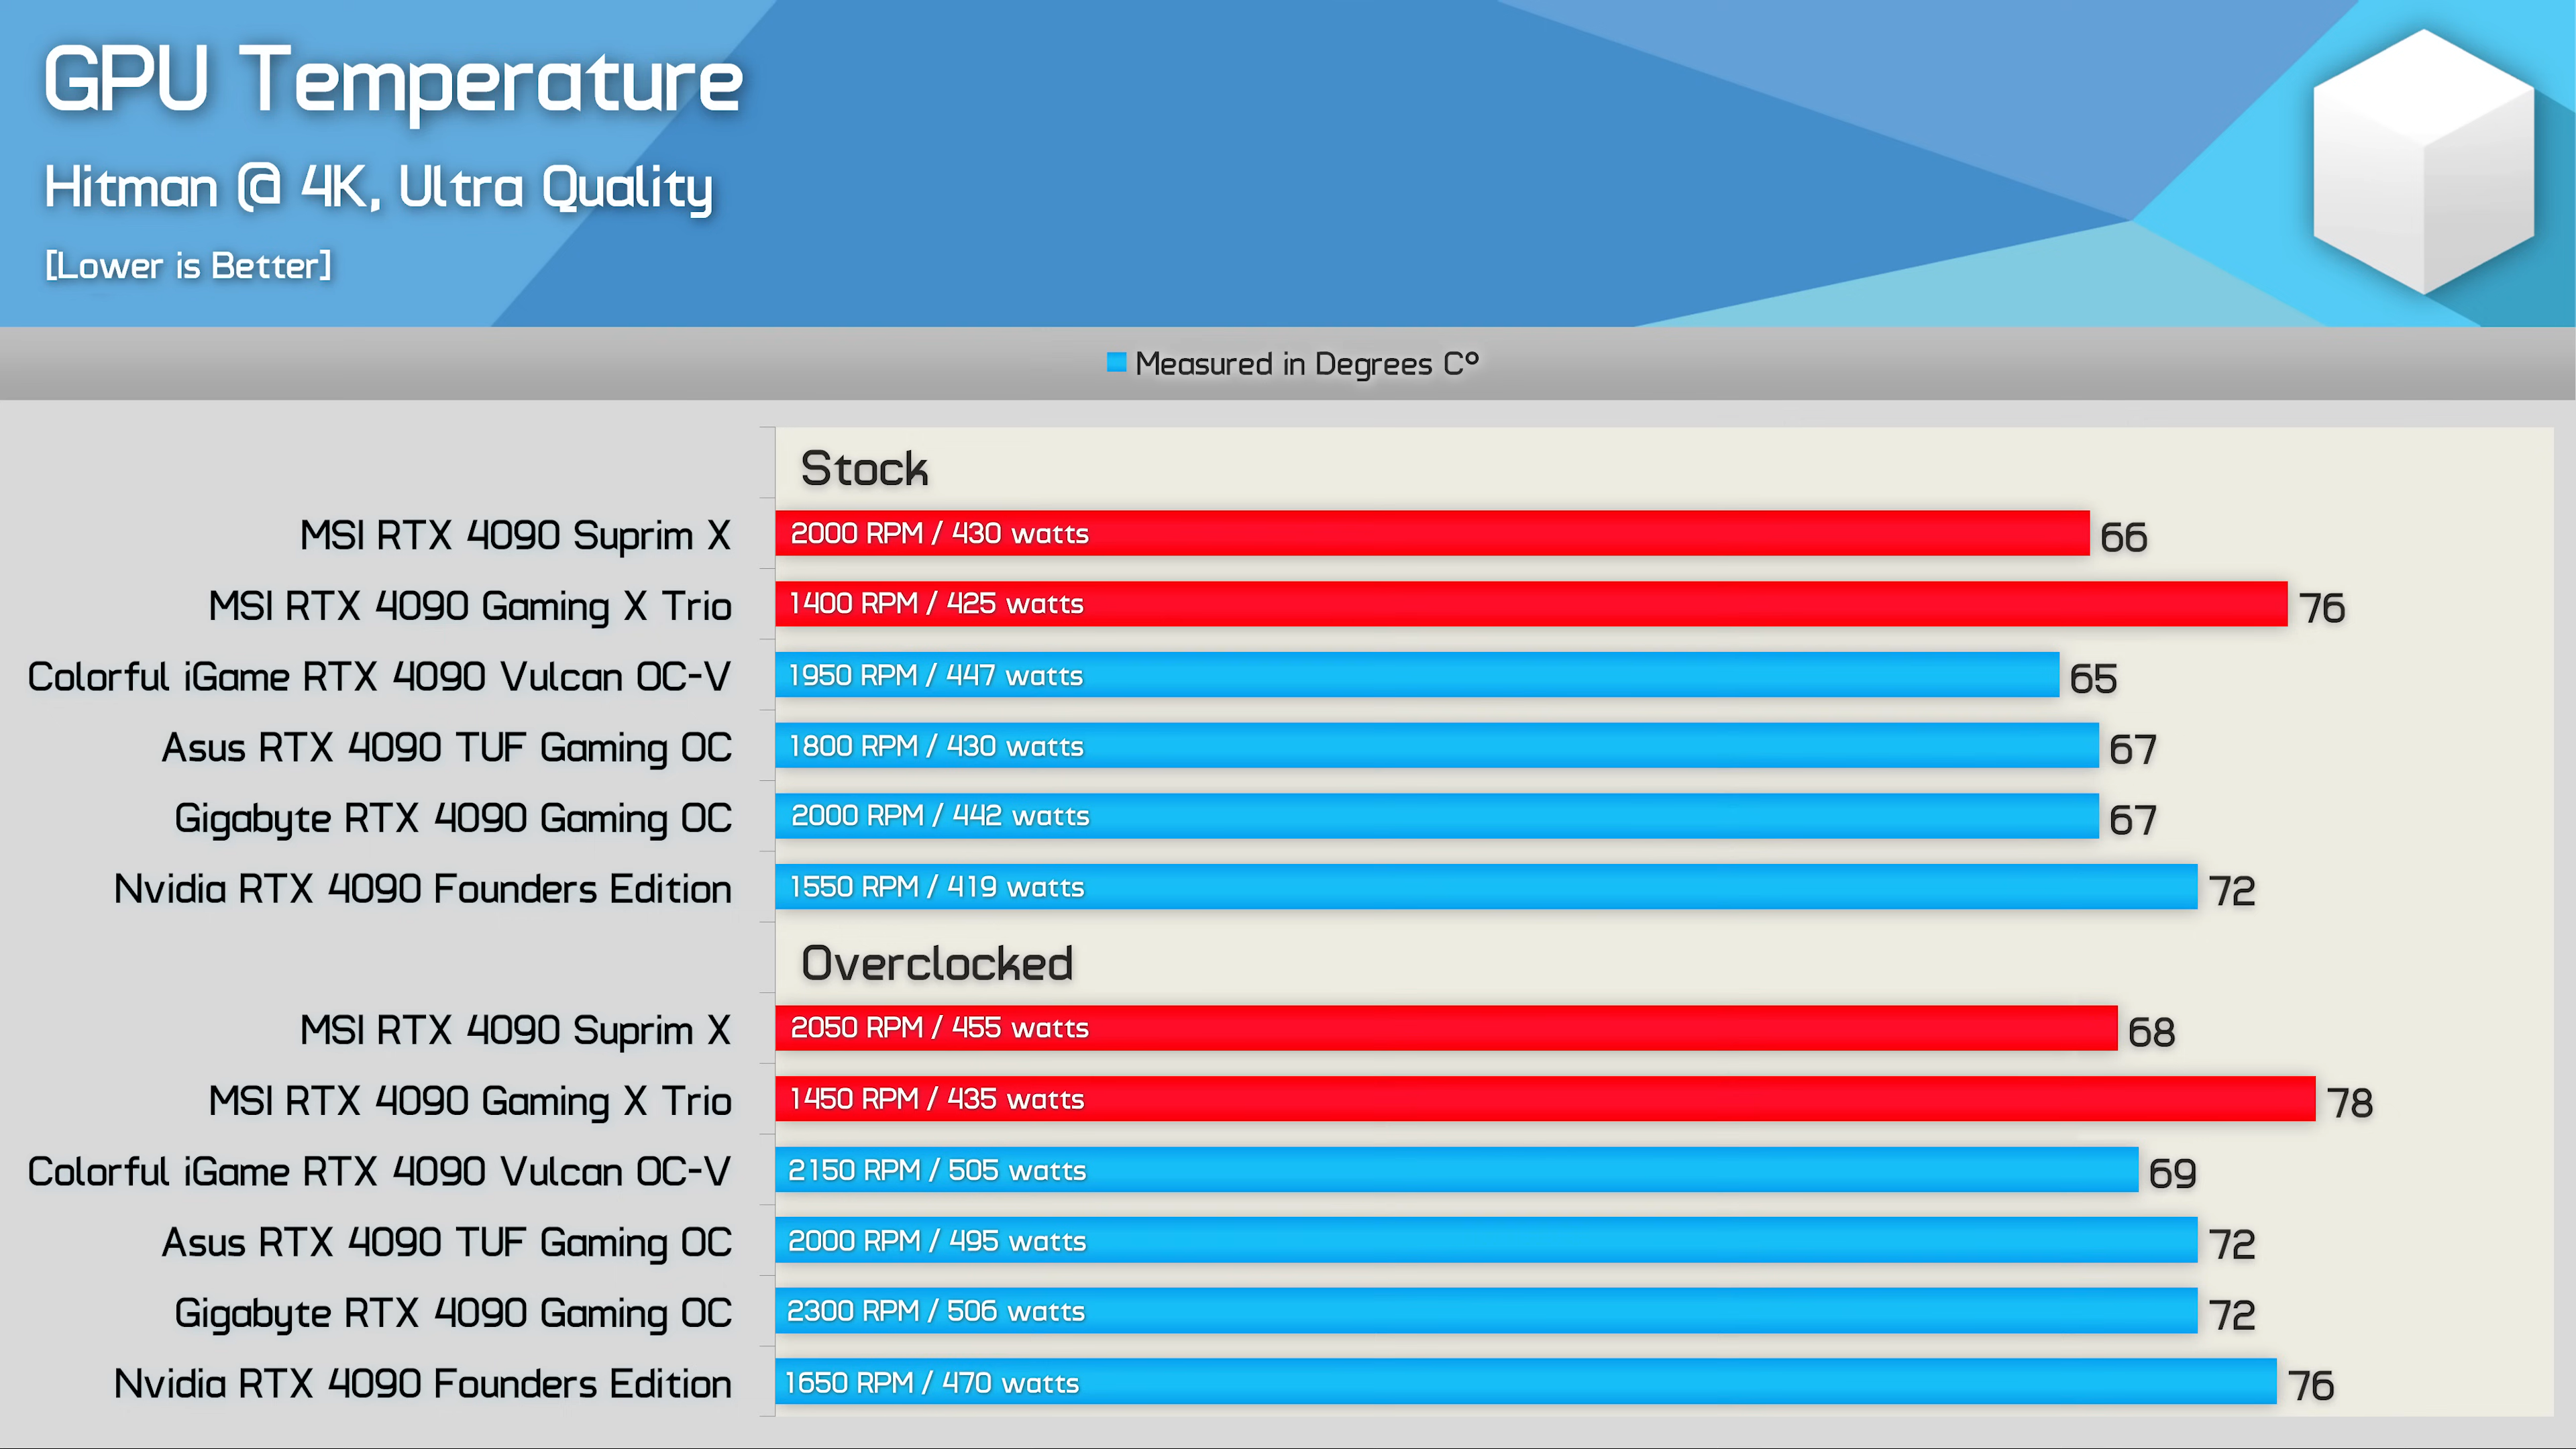 GPU Temperature
Hitman @ 4K, Ultra Quality
[Lower is Better]
Measured in Degrees Cº
Stock
MSI RTX 4090 Suprim X 2000 RPM / 430 watts 66
MSI RTX 4090 Gaming X Trio 1400 RPM / 425 watts 76
Colorful iGame RTX 4090 Vulcan OC-V 1950 RPM / 447 watts 65
Asus RTX 4090 TUF Gaming OC 1800 RPM / 430 watts 67
Gigabyte RTX 4090 Gaming OC 2000 RPM / 442 watts 67
Nvidia RTX 4090 Founders Edition 1550 RPM / 419 watts 72
Overclocked
MSI RTX 4090 Suprim X 2050 RPM / 455 watts 68
MSI RTX 4090 Gaming X Trio 1450 RPM / 435 watts 78
Colorful iGame RTX 4090 Vulcan OC-V 2150 RPM / 505 watts 69
Asus RTX 4090 TUF Gaming OC 2000 RPM / 495 watts 72
Gigabyte RTX 4090 Gaming OC 2300 RPM / 506 watts 72
Nvidia RTX 4090 Founders Edition 1650 RPM / 470 watts 76